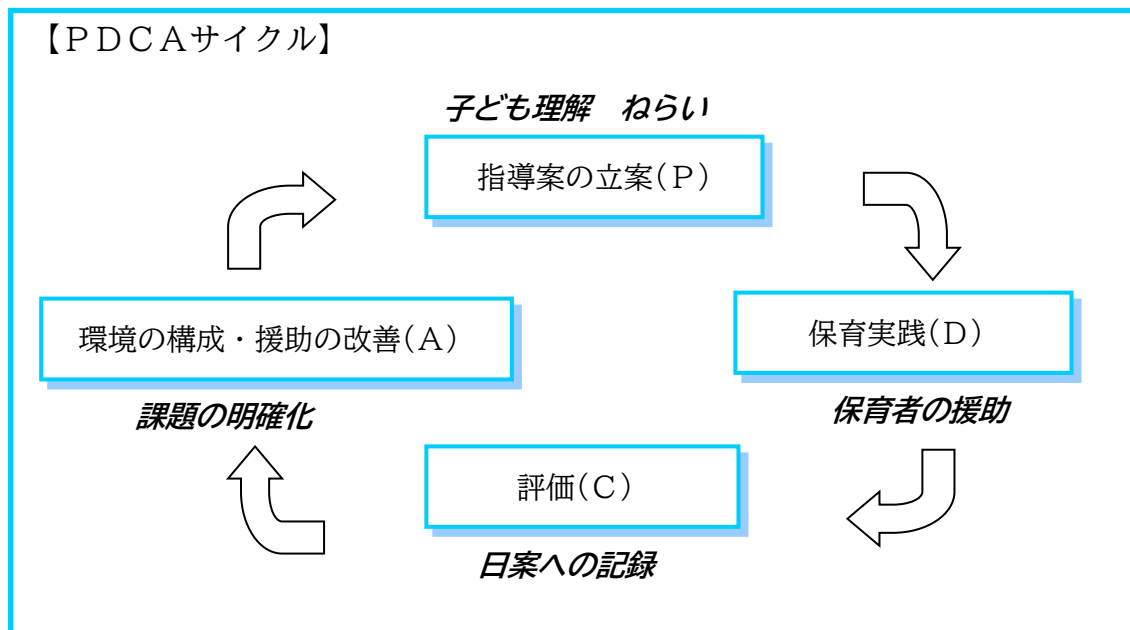 【ＰＤＣＡサイクル】
子ども理解　ねらい
指導案の立案（Ｐ）
環境の構成・援助の改善（Ａ）
保育実践（Ｄ）
課題の明確化
保育者の援助
評価（Ｃ）
日案への記録